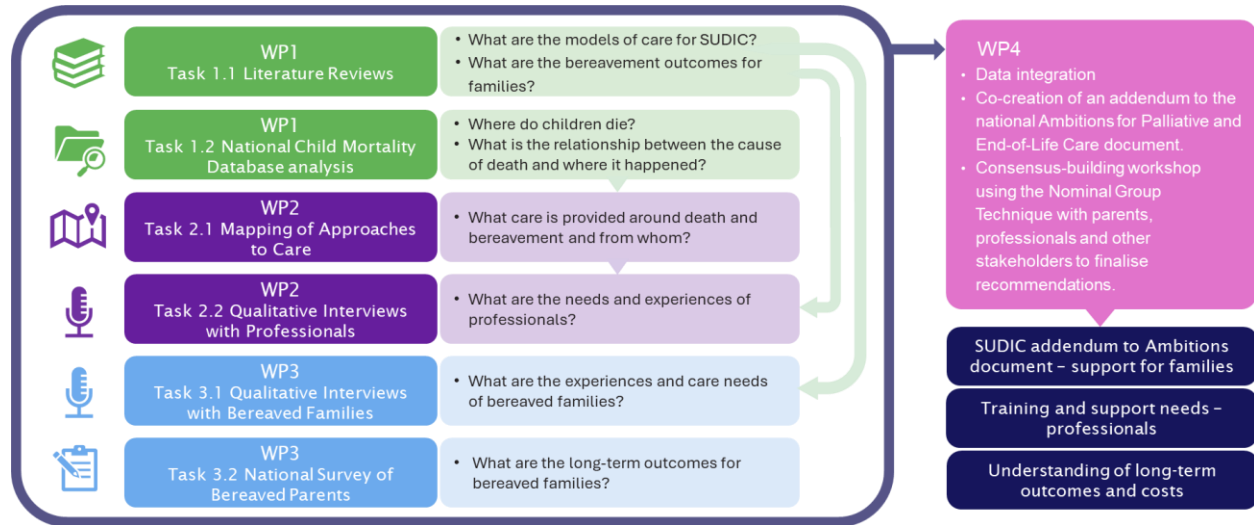 WP1
Task 1.1 Literature Reviews
• What are the models of care for SUDIC?
• What are the bereavement outcomes for
families?
WP1
Task 1.2 National Child Mortality
Database analysis
• Where do children die?
• What is the relationship between the cause
of death and where it happened?
WP2
Task 2.1 Mapping of Approaches
to Care
• What care is provided around death and
bereavement and from whom?
WP2
Task 2.2 Qualitative Interviews
with Professionals
• What are the needs and experiences of
professionals?
WP3
Task 3.1 Qualitative Interviews
with Bereaved Families
• What are the experiences and care needs
of bereaved families?
WP3
Task 3.2 National Survey of
Bereaved Parents
• What are the long-term outcomes for
bereaved families?
WP4
• Data integration
• Co-creation of an addendum to the
national Ambitions for Palliative and
End-of-Life Care document.
• Consensus-building workshop
using the Nominal Group
Technique with parents,
professionals and other
stakeholders to finalise
recommendations.
SUDIC addendum to Ambitions
document – support for families
Training and support needs –
professionals
Understanding of long-term
outcomes and costs